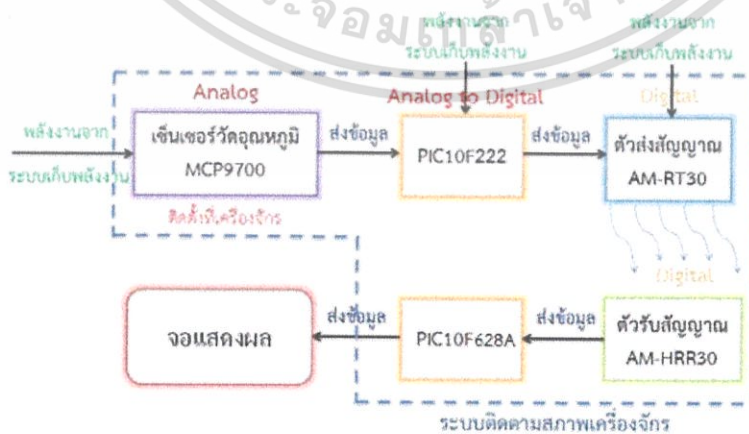 พลังงานจาก
ระบบเก็บพลังงาน
พลังงานจาก
ระบบเก็บพลังงาน
Analog
Analog to Digital
Digital
พลังงานจาก
ระบบเก็บพลังงาน
เซ็นเซอร์วัดอุณหภูมิ
MCP9700
ส่งข้อมูล
PIC10F222
ส่งข้อมูล
ตัวส่งสัญญาณ
AM-RT30
ติดตั้งที่เครื่องจักร
Digital
จอแสดงผล
ส่งข้อมูล
PIC10F628A
ส่งข้อมูล
ตัวรับสัญญาณ
AM-HRR30
ระบบติดตามสภาพเครื่องจักร